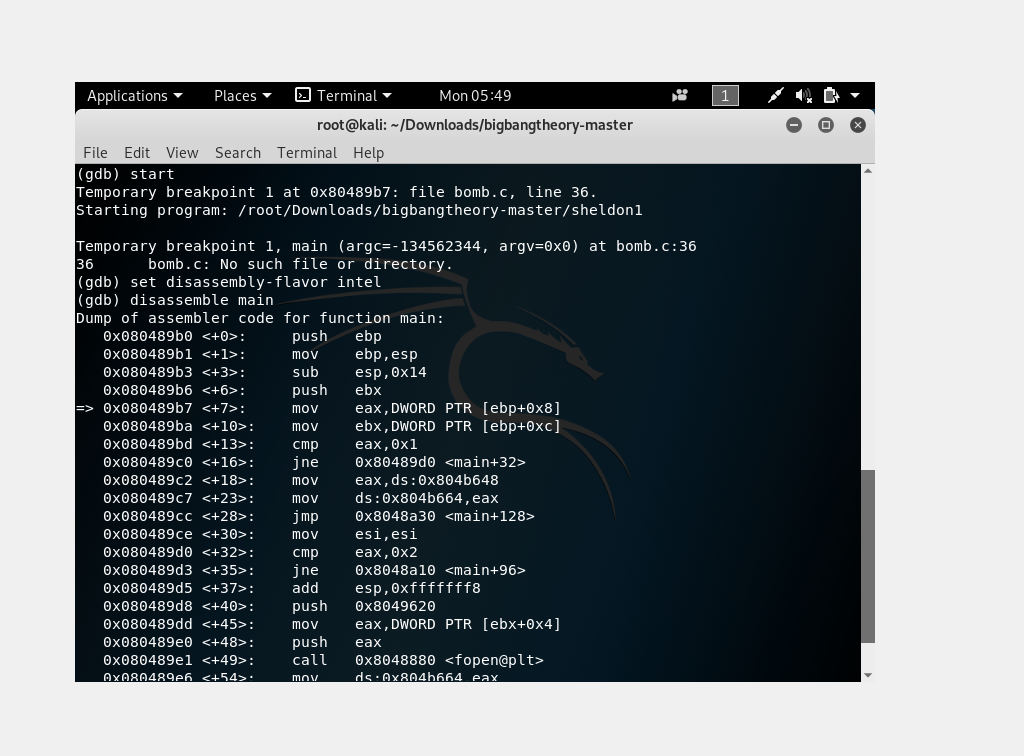 Applications Places Terminal Mon 05:49 1
root@kali: ~/Downloads/bigbangtheory-master
File Edit View Search Terminal Help
(gdb) start
Temporary breakpoint 1 at 0x80489b7: file bomb.c, line 36.
Starting program: /root/Downloads/bigbangtheory-master/sheldon1
Temporary breakpoint 1, main (argc=-134562344, argv=0x0) at bomb.c:36
36      bomb.c: No such file or directory.
(gdb) set disassembly-flavor intel
(gdb) disassemble main
Dump of assembler code for function main:
   0x080489b0 <+0>:     push   ebp
   0x080489b1 <+1>:     mov    ebp,esp
   0x080489b3 <+3>:     sub    esp,0x14
   0x080489b6 <+6>:     push   ebx
=> 0x080489b7 <+7>:     mov    eax,DWORD PTR [ebp+0x8]
   0x080489ba <+10>:    mov    ebx,DWORD PTR [ebp+0xc]
   0x080489bd <+13>:    cmp    eax,0x1
   0x080489c0 <+16>:    jne    0x80489d0 <main+32>
   0x080489c2 <+18>:    mov    eax,ds:0x804b648
   0x080489c7 <+23>:    mov    ds:0x804b664,eax
   0x080489cc <+28>:    jmp    0x8048a30 <main+128>
   0x080489ce <+30>:    mov    esi,esi
   0x080489d0 <+32>:    cmp    eax,0x2
   0x080489d3 <+35>:    jne    0x8048a10 <main+96>
   0x080489d5 <+37>:    add    esp,0xfffffff8
   0x080489d8 <+40>:    push   0x8049620
   0x080489dd <+45>:    mov    eax,DWORD PTR [ebx+0x4]
   0x080489e0 <+48>:    push   eax
   0x080489e1 <+49>:    call   0x8048880 <fopen@plt>
   0x080489e6 <+54>:    mov    ds:0x804b664,eax